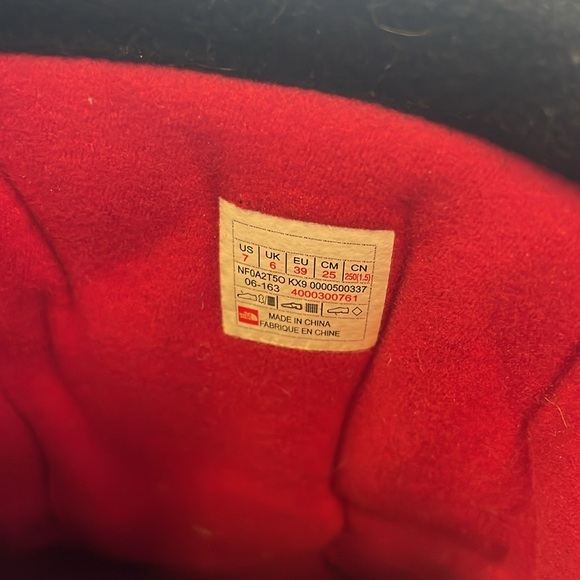 US UK EU CM CN
7 6 39 25 250(1.5)
NF0A2T5O KX9 0000500337
06-163 4000300761
MADE IN CHINA
FABRIQUE EN CHINE